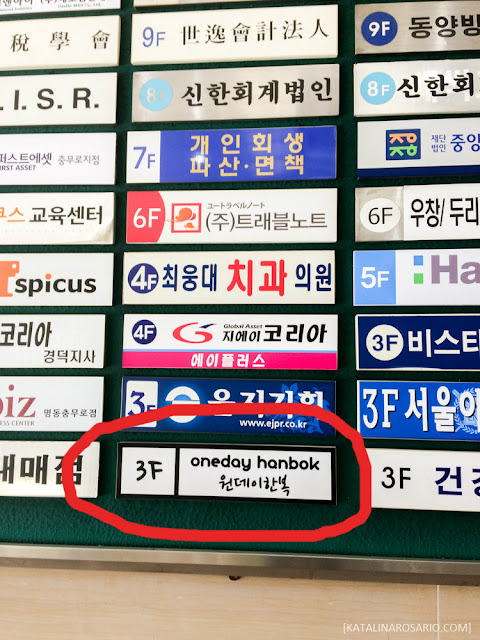 稅學會
9F 世逸會計法人
9F 동양방
I.S.R.
8F 신한회계법인
8F 신한회계
퍼스트에셋 충무로지점
FIRST ASSET
7F 개인회생
파산·면책
재단
법인 중앙
교육센터
6F ユートラベルノート
(주)트래블노트
6F 우창/두리
spicus
4F 최웅대 치과의원
5F Ha
코리아
경덕지사
4F Global Asset
지에이코리아
에이플러스
3F 비스타
biz
명동충무로점
3F
www.ejpr.co.kr
3F 서울
내매점
3F oneday hanbok
원데이한복
3F 건
[KATALINAROSARIO.COM]